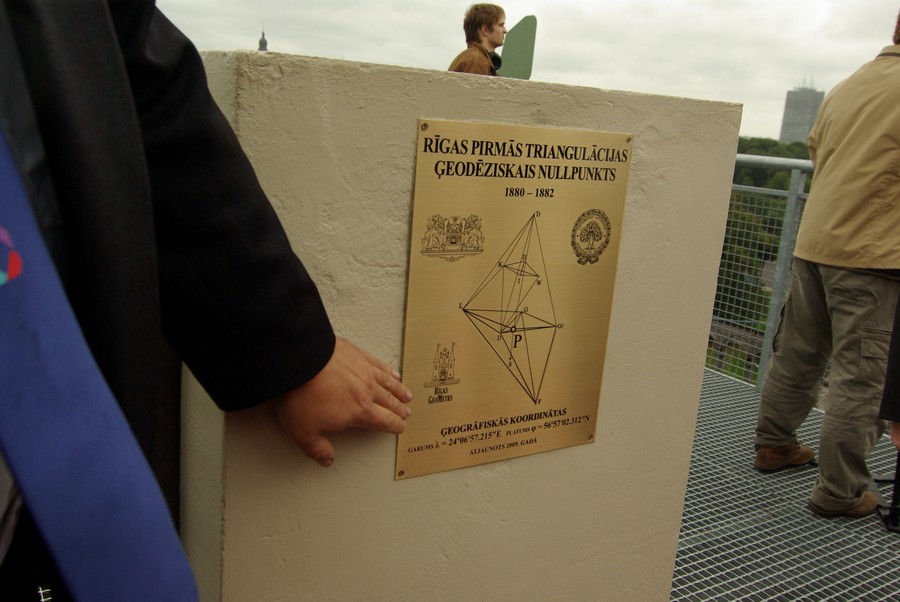 RĪGAS PIRMĀS TRIANGULĀCIJAS
ĢEODĒZISKAIS NULLPUNKTS
1880 – 1882
Tr
K
W
L
G
D
P
RĪGAS
ĢEOMETRS
ĢEOGRĀFISKĀS KOORDINĀTAS
GARUMS λ = 24°06'57.215"E PLATUMS φ = 56°57'02.312"N
ATJAUNOTS 2009. GADĀ